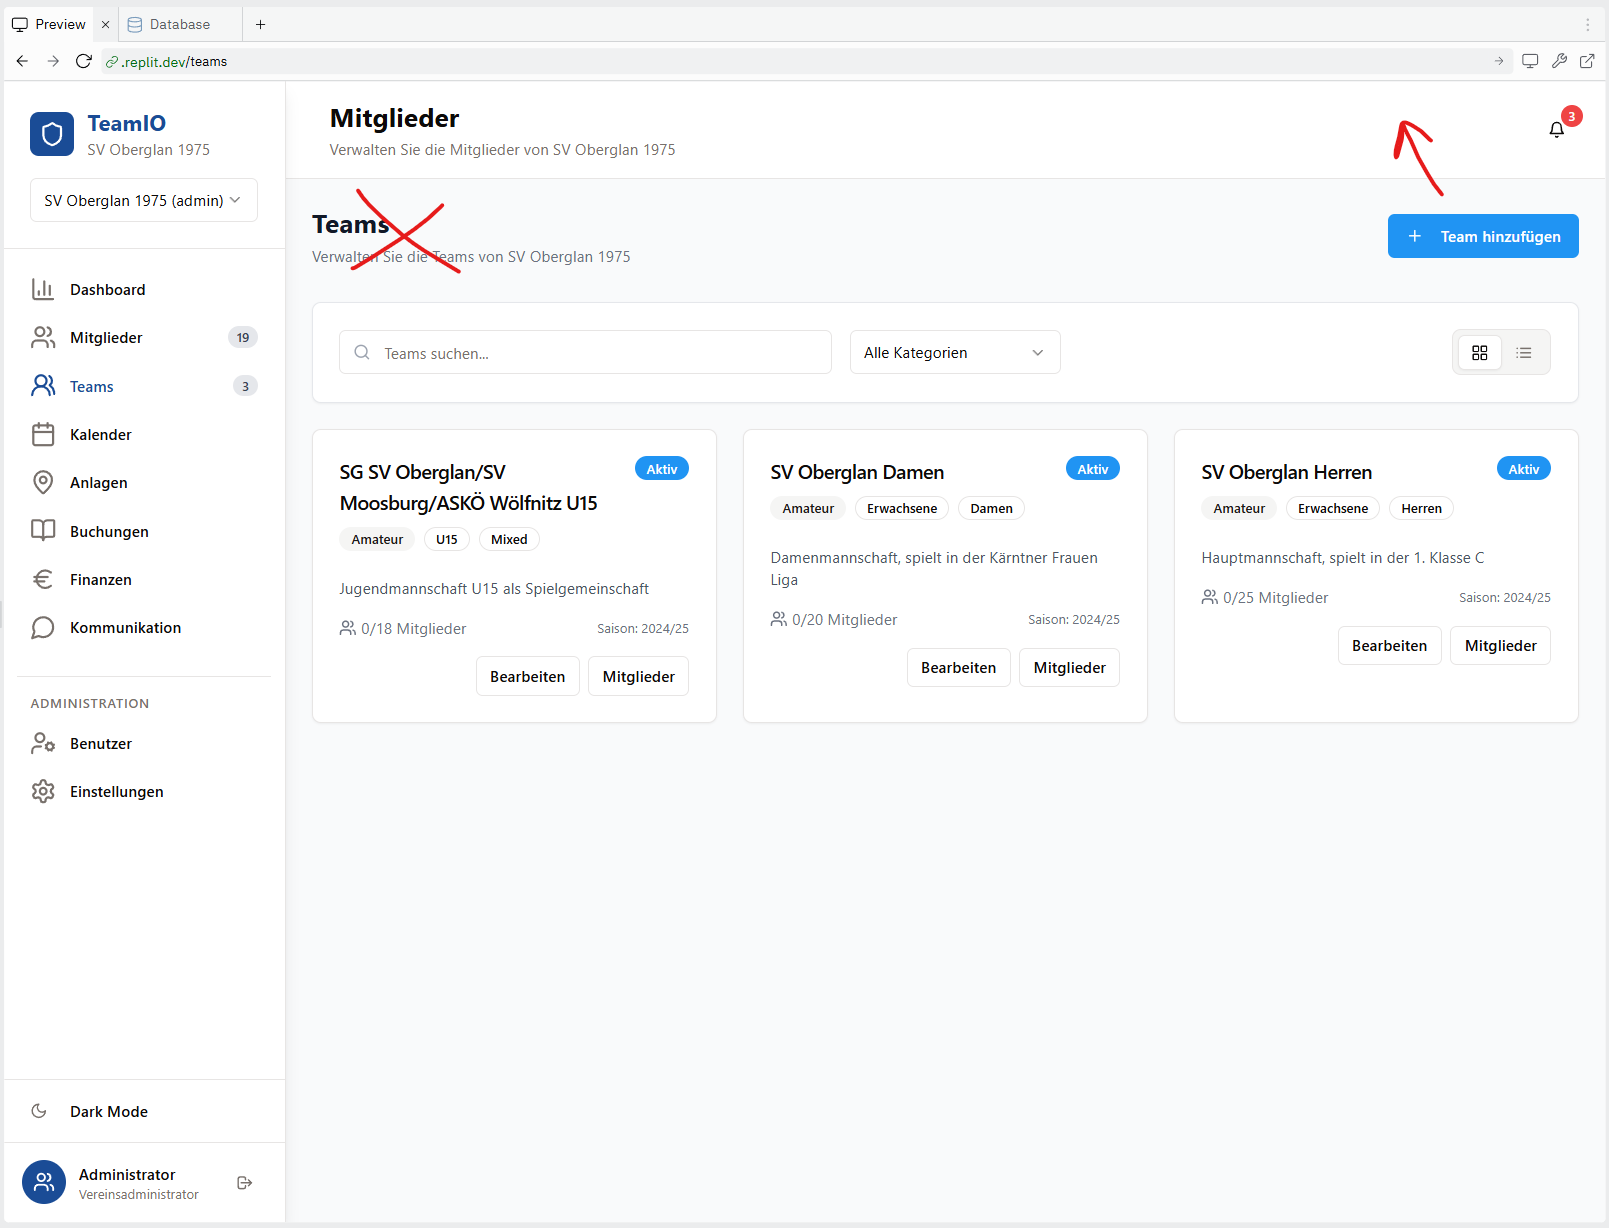 Preview
Database
.replit.dev/teams
TeamIO
SV Oberglan 1975
SV Oberglan 1975 (admin)
Dashboard
Mitglieder 19
Teams 3
Kalender
Anlagen
Buchungen
Finanzen
Kommunikation
ADMINISTRATION
Benutzer
Einstellungen
Dark Mode
Administrator
Vereinsadministrator
Mitglieder
Verwalten Sie die Mitglieder von SV Oberglan 1975
3
Teams
Verwalten Sie die Teams von SV Oberglan 1975
Team hinzufügen
Teams suchen...
Alle Kategorien
SG SV Oberglan/SV
Moosburg/ASKÖ Wölfnitz U15
Aktiv
Amateur U15 Mixed
Jugendmannschaft U15 als Spielgemeinschaft
0/18 Mitglieder Saison: 2024/25
Bearbeiten Mitglieder
SV Oberglan Damen
Aktiv
Amateur Erwachsene Damen
Damenmannschaft, spielt in der Kärntner Frauen
Liga
0/20 Mitglieder Saison: 2024/25
Bearbeiten Mitglieder
SV Oberglan Herren
Aktiv
Amateur Erwachsene Herren
Hauptmannschaft, spielt in der 1. Klasse C
0/25 Mitglieder Saison: 2024/25
Bearbeiten Mitglieder